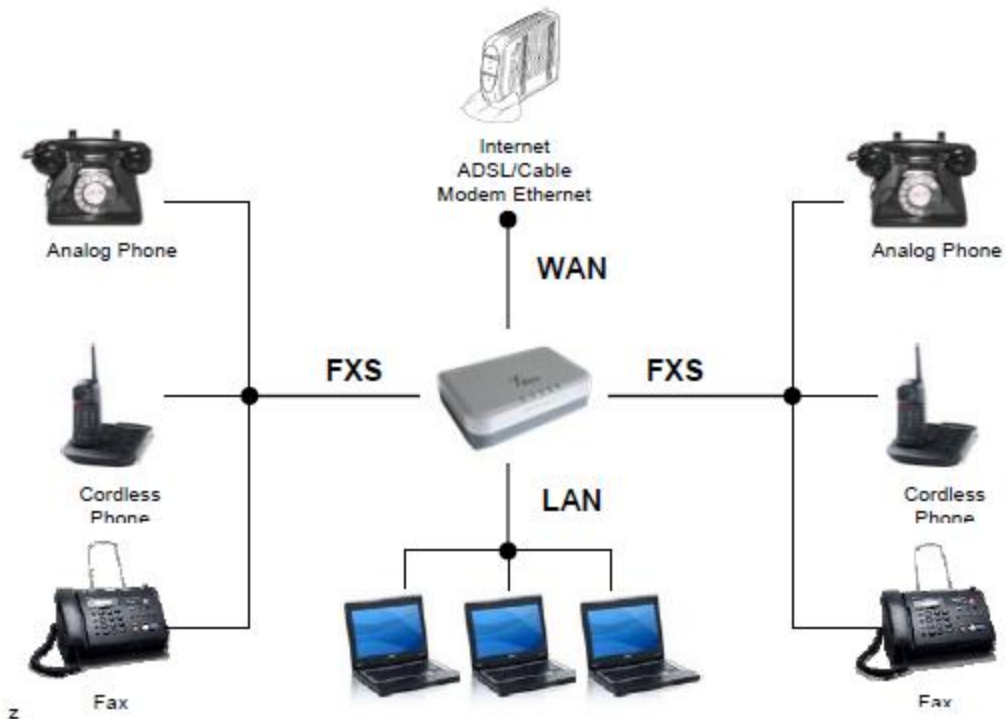 Internet
ADSL/Cable
Modem Ethernet
Analog Phone
Analog Phone
WAN
FXS
FXS
Cordless
Phone
Cordless
Phone
LAN
Fax
Fax
z